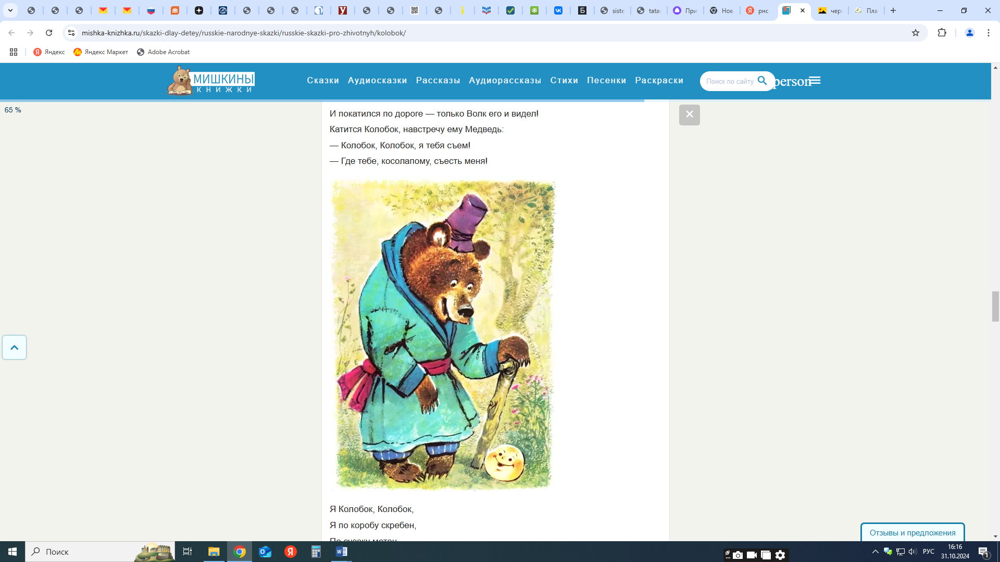 siste
tatar
При
Нов
рнс
чер
Пла
mishka-knizhka.ru/skazki-dlay-detey/russkie-narodnye-skazki/russkie-skazki-pro-zhivotnyh/kolobok/
Яндекс
Яндекс Маркет
Adobe Acrobat
МИШКИНЫ
КНИЖКИ
Сказки Аудиосказки Рассказы Аудиорассказы Стихи Песенки Раскраски
Поиск по сайту
person
65 %
И покатился по дороге — только Волк его и видел!
Катится Колобок, навстречу ему Медведь:
— Колобок, Колобок, я тебя съем!
— Где тебе, косолапому, съесть меня!
Я Колобок, Колобок,
Я по коробу скребен,
Отзывы и предложения
Поиск
РУС
16:16
31.10.2024
1